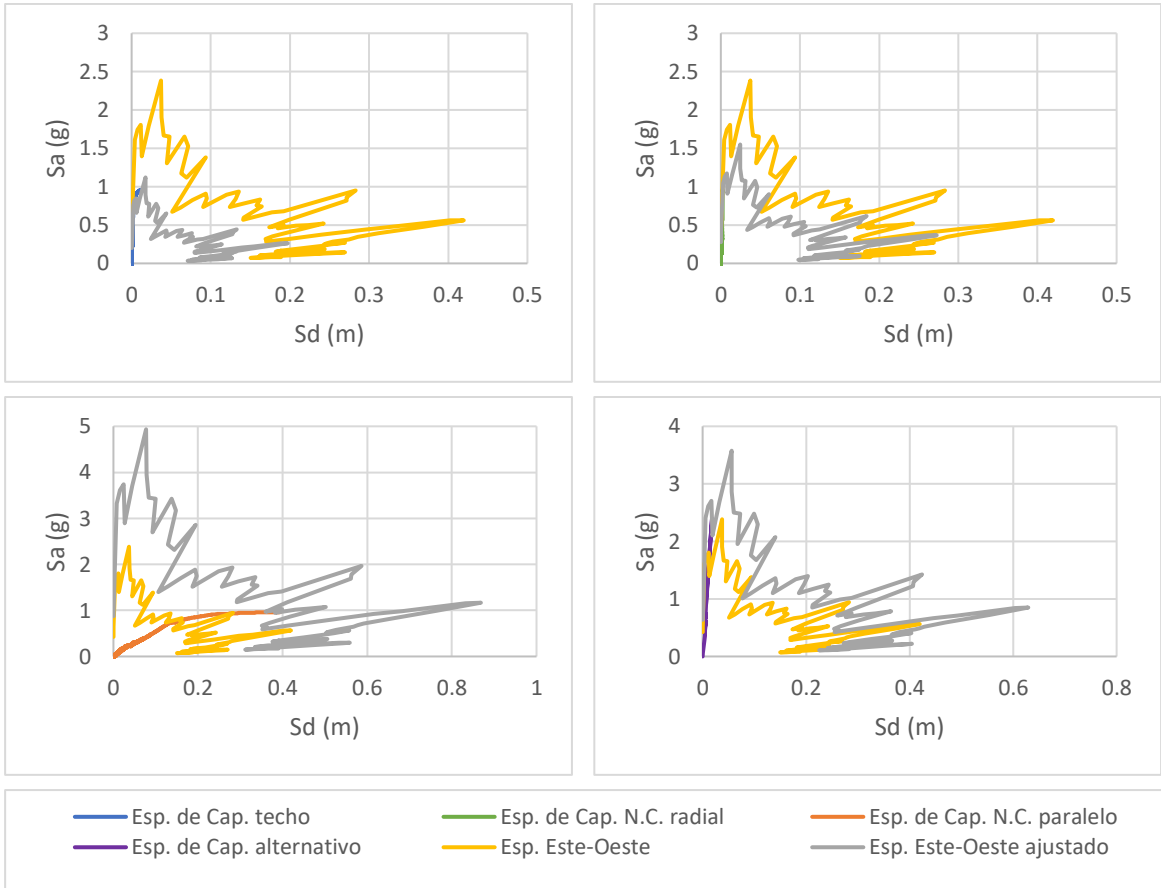 3
2.5
2
1.5
1
0.5
0
Sa (g)
0 0.1 0.2 0.3 0.4 0.5
Sd (m)
3
2.5
2
1.5
1
0.5
0
Sa (g)
0 0.1 0.2 0.3 0.4 0.5
Sd (m)
5
4
3
2
1
0
Sa (g)
0 0.2 0.4 0.6 0.8 1
Sd (m)
4
3
2
1
0
Sa (g)
0 0.2 0.4 0.6 0.8
Sd (m)
Esp. de Cap. techo Esp. de Cap. N.C. radial Esp. de Cap. N.C. paralelo
Esp. de Cap. alternativo Esp. Este-Oeste Esp. Este-Oeste ajustado